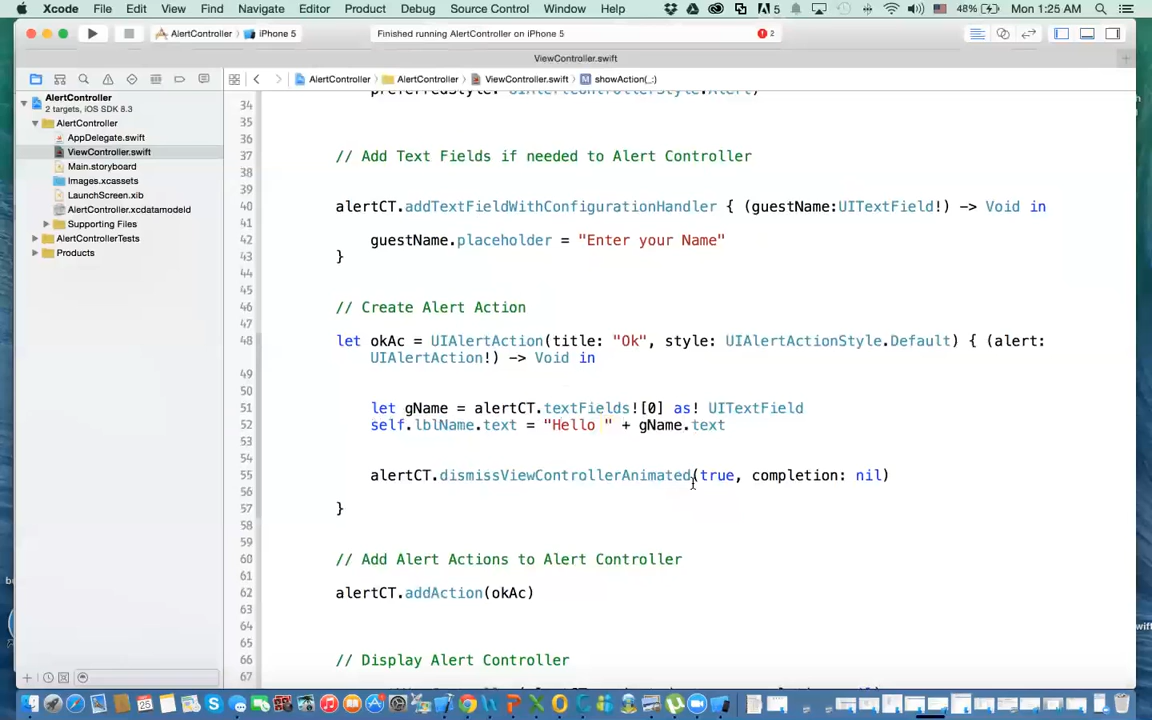 Xcode File Edit View Find Navigate Editor Product Debug Source Control Window Help 5 48% Mon 1:25 AM
AlertController iPhone 5 Finished running AlertController on iPhone 5 2
ViewController.swift
AlertController AlertController ViewController.swift M showAction(_:)
AlertController
2 targets, iOS SDK 8.3
AlertController
AppDelegate.swift
ViewController.swift
Main.storyboard
Images.xcassets
LaunchScreen.xib
AlertController.xcdatamodeld
Supporting Files
AlertControllerTests
Products
34 preferredStyle: UIAlertControllerStyle.Alert)
35
36
37 // Add Text Fields if needed to Alert Controller
38
39
40 alertCT.addTextFieldWithConfigurationHandler { (guestName:UITextField!) -> Void in
41
42 guestName.placeholder = "Enter your Name"
43 }
44
45
46 // Create Alert Action
47
48 let okAc = UIAlertAction(title: "Ok", style: UIAlertActionStyle.Default) { (alert:
UIAlertAction!) -> Void in
49
50
51 let gName = alertCT.textFields![0] as! UITextField
52 self.lblName.text = "Hello " + gName.text
53
54
55 alertCT.dismissViewControllerAnimated(true, completion: nil)
56
57 }
58
59
60 // Add Alert Actions to Alert Controller
61
62 alertCT.addAction(okAc)
63
64
65
66 // Display Alert Controller
67